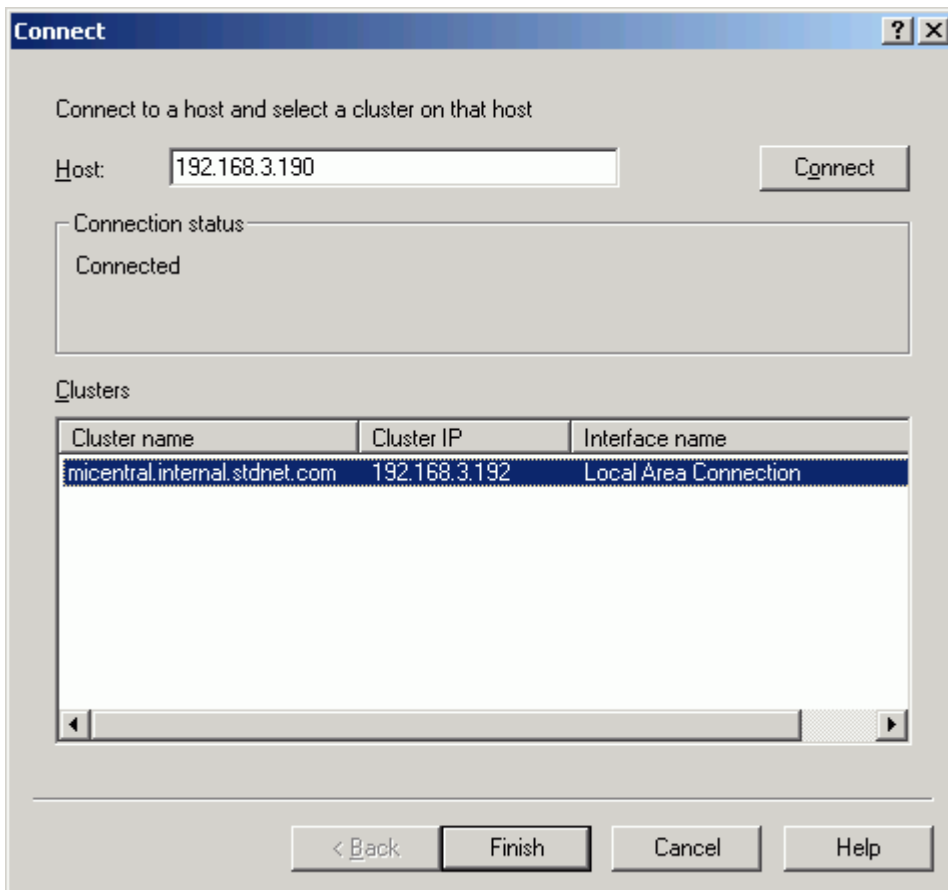 Connect
Connect to a host and select a cluster on that host
Host: 192.168.3.190 Connect
Connection status
Connected
Clusters
Cluster name Cluster IP Interface name
micentral.internal.stdnet.com 192.168.3.192 Local Area Connection
< Back Finish Cancel Help